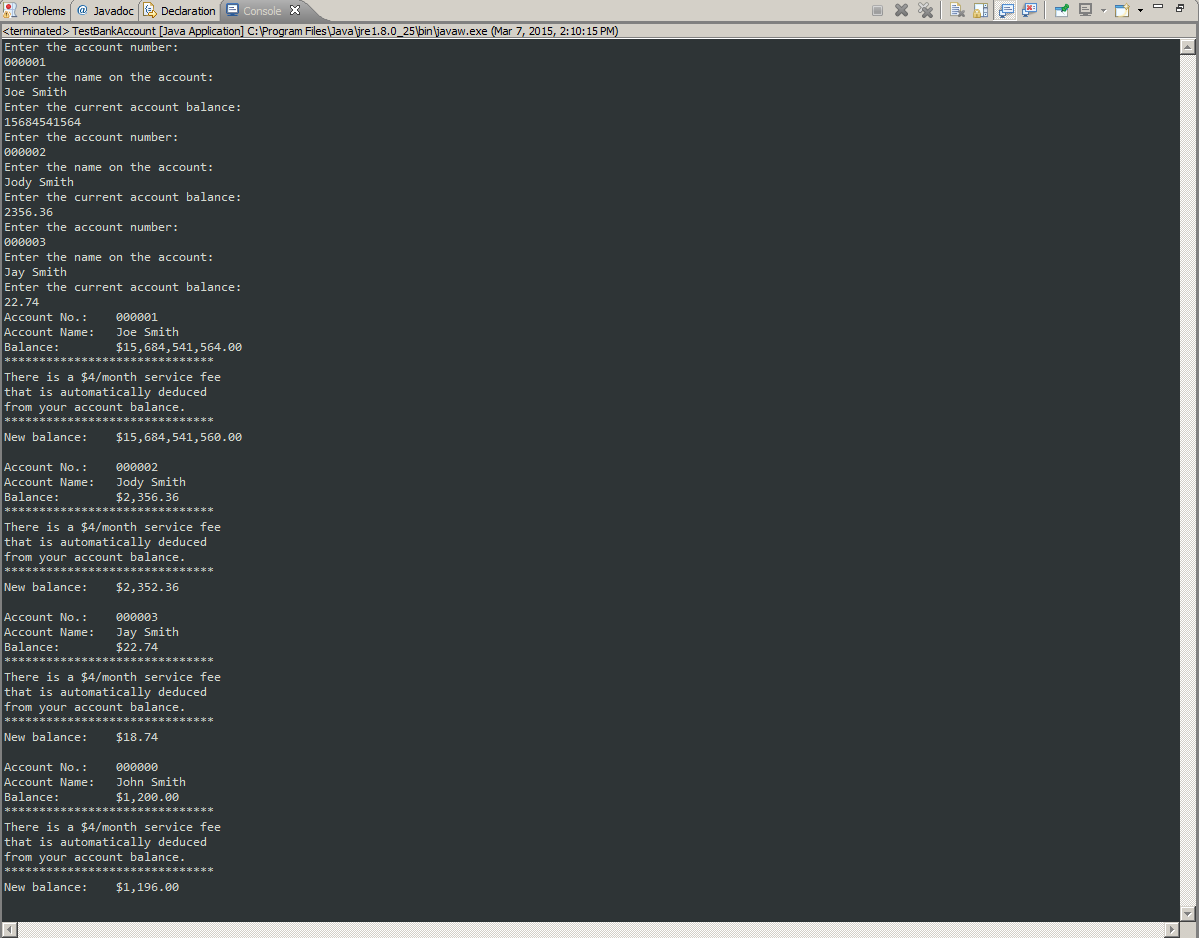 Problems @ Javadoc Declaration Console
<terminated> TestBankAccount [Java Application] C:\Program Files\Java\jre1.8.0_25\bin\javaw.exe (Mar 7, 2015, 2:10:15 PM)
Enter the account number:
000001
Enter the name on the account:
Joe Smith
Enter the current account balance:
15684541564
Enter the account number:
000002
Enter the name on the account:
Jody Smith
Enter the current account balance:
2356.36
Enter the account number:
000003
Enter the name on the account:
Jay Smith
Enter the current account balance:
22.74
Account No.:    000001
Account Name:   Joe Smith
Balance:        $15,684,541,564.00
******************************
There is a $4/month service fee
that is automatically deduced
from your account balance.
******************************
New balance:    $15,684,541,560.00

Account No.:    000002
Account Name:   Jody Smith
Balance:        $2,356.36
******************************
There is a $4/month service fee
that is automatically deduced
from your account balance.
******************************
New balance:    $2,352.36

Account No.:    000003
Account Name:   Jay Smith
Balance:        $22.74
******************************
There is a $4/month service fee
that is automatically deduced
from your account balance.
******************************
New balance:    $18.74

Account No.:    000000
Account Name:   John Smith
Balance:        $1,200.00
******************************
There is a $4/month service fee
that is automatically deduced
from your account balance.
******************************
New balance:    $1,196.00